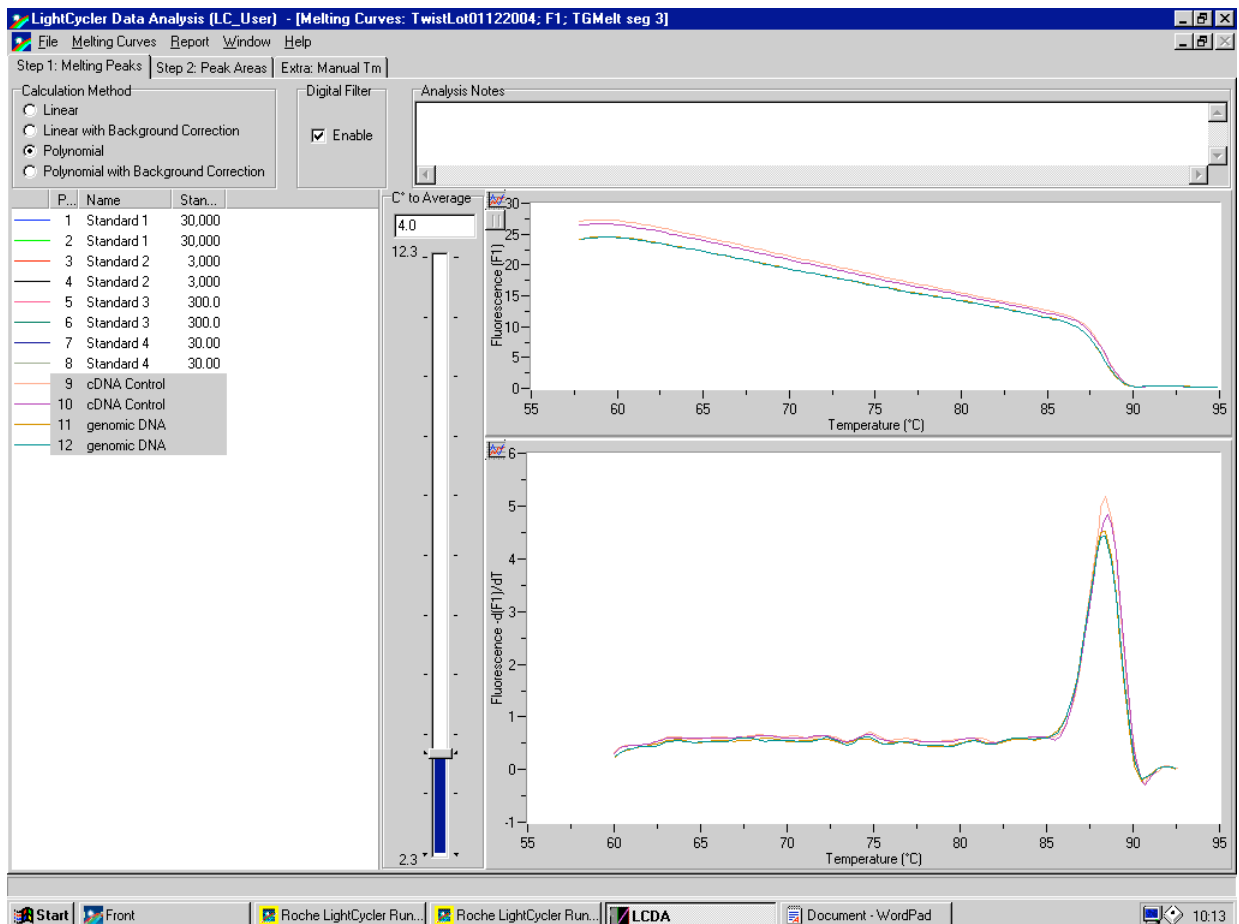 LightCycler Data Analysis (LC_User) - [Melting Curves: TwistLot01122004; F1; TGMelt seg 3]
File Melting Curves Report Window Help
Step 1: Melting Peaks Step 2: Peak Areas Extra: Manual Tm
Calculation Method
Linear
Linear with Background Correction
Polynomial
Polynomial with Background Correction
Digital Filter
Enable
Analysis Notes
P... Name Stan...
1 Standard 1 30,000
2 Standard 1 30,000
3 Standard 2 3,000
4 Standard 2 3,000
5 Standard 3 300.0
6 Standard 3 300.0
7 Standard 4 30.00
8 Standard 4 30.00
9 cDNA Control
10 cDNA Control
11 genomic DNA
12 genomic DNA
C° to Average
4.0
12.3
2.3
Fluorescence (F1)
30
25
20
15
10
5
0
55 60 65 70 75 80 85 90 95
Temperature (°C)
Fluorescence -d(F1)/dT
6
5
4
3
2
1
0
-1
55 60 65 70 75 80 85 90 95
Temperature (°C)
Start Front Roche LightCycler Run... Roche LightCycler Run... LCDA Document - WordPad 10:13